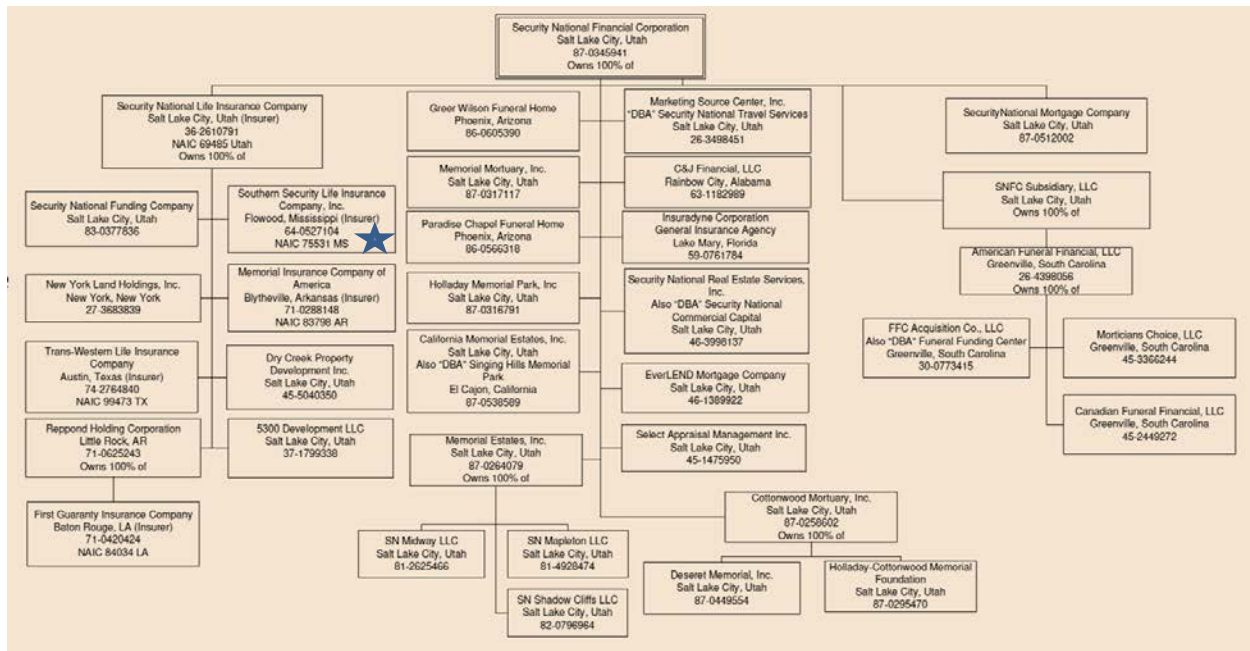 Security National Financial Corporation
Salt Lake City, Utah
87-0345941
Owns 100% of
Security National Life Insurance Company
Salt Lake City, Utah (Insurer)
36-2610791
NAIC 69485 Utah
Owns 100% of
Security National Funding Company
Salt Lake City, Utah
83-0377836
Southern Security Life Insurance
Company, Inc.
Flowood, Mississippi (Insurer)
64-0527104
NAIC 75531 MS
New York Land Holdings, Inc.
New York, New York
27-3683839
Memorial Insurance Company of
America
Blytheville, Arkansas (Insurer)
71-0288148
NAIC 83798 AR
Trans-Western Life Insurance
Company
Austin, Texas (Insurer)
74-2764840
NAIC 99473 TX
Dry Creek Property
Development Inc.
Salt Lake City, Utah
45-5040350
Reppond Holding Corporation
Little Rock, AR
71-0625243
Owns 100% of
5300 Development LLC
Salt Lake City, Utah
37-1799338
First Guaranty Insurance Company
Baton Rouge, LA (Insurer)
71-0420424
NAIC 84034 LA
Greer Wilson Funeral Home
Phoenix, Arizona
86-0605390
Marketing Source Center, Inc.
"DBA" Security National Travel Services
Salt Lake City, Utah
26-3498451
Memorial Mortuary, Inc.
Salt Lake City, Utah
87-0317117
C&J Financial, LLC
Rainbow City, Alabama
63-1182989
Paradise Chapel Funeral Home
Phoenix, Arizona
86-0566318
Insuradyne Corporation
General Insurance Agency
Lake Mary, Florida
59-0761784
Holladay Memorial Park, Inc
Salt Lake City, Utah
87-0316791
Security National Real Estate Services,
Inc.
Also "DBA" Security National
Commercial Capital
Salt Lake City, Utah
46-3998137
California Memorial Estates, Inc.
Salt Lake City, Utah
Also "DBA" Singing Hills Memorial
Park
El Cajon, California
87-0538589
EverLEND Mortgage Company
Salt Lake City, Utah
46-1389922
Memorial Estates, Inc.
Salt Lake City, Utah
87-0264079
Owns 100% of
Select Appraisal Management Inc.
Salt Lake City, Utah
45-1475950
SN Midway LLC
Salt Lake City, Utah
81-2625466
SN Mapleton LLC
Salt Lake City, Utah
81-4928474
SN Shadow Cliffs LLC
Salt Lake City, Utah
82-0796964
Cottonwood Mortuary, Inc.
Salt Lake City, Utah
87-0258602
Owns 100% of
Deseret Memorial, Inc.
Salt Lake City, Utah
87-0449554
Holladay-Cottonwood Memorial
Foundation
Salt Lake City, Utah
87-0295470
SecurityNational Mortgage Company
Salt Lake City, Utah
87-0512002
SNFC Subsidiary, LLC
Salt Lake City, Utah
Owns 100% of
American Funeral Financial, LLC
Greenville, South Carolina
26-4398056
Owns 100% of
FFC Acquisition Co., LLC
Also "DBA" Funeral Funding Center
Greenville, South Carolina
30-0773415
Morticians Choice, LLC
Greenville, South Carolina
45-3366244
Canadian Funeral Financial, LLC
Greenville, South Carolina
45-2449272